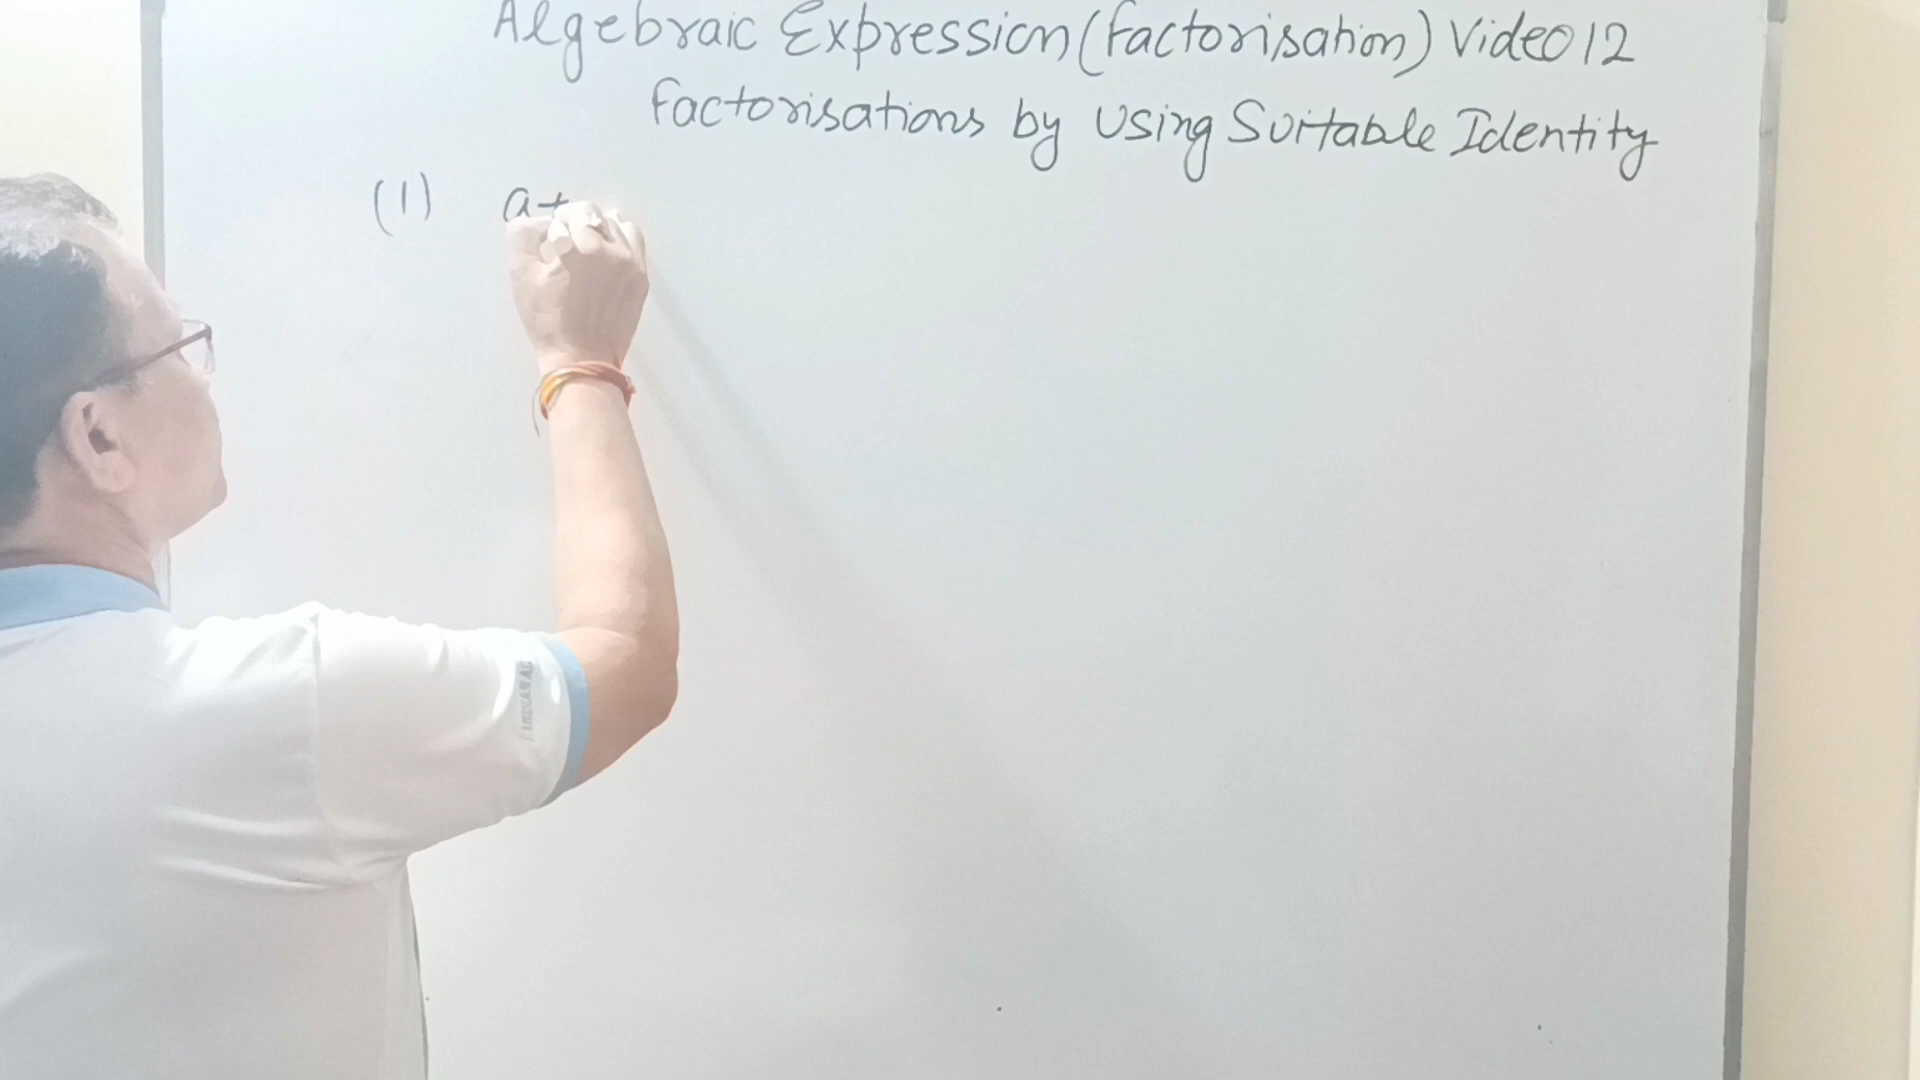 Algebraic Expression (factorisation) Video 12
factorisations by Using Suitable Identity
(1) a+